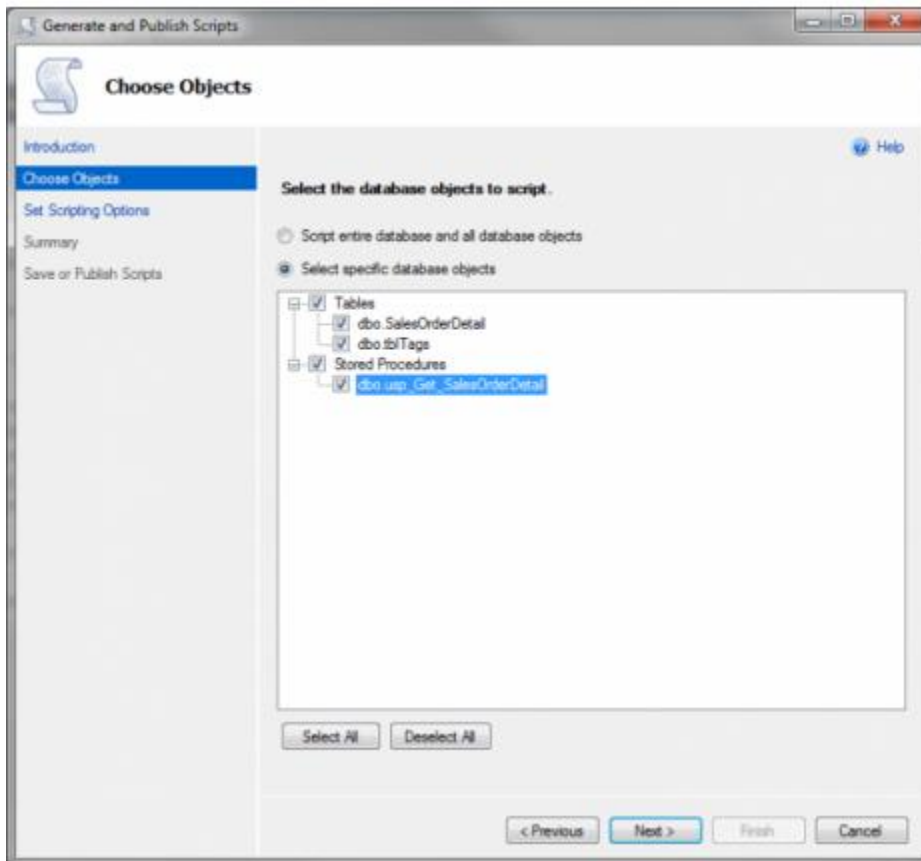 Generate and Publish Scripts
Choose Objects
Introduction
Help
Choose Objects
Select the database objects to script.
Set Scripting Options
Script entire database and all database objects
Summary
Select specific database objects
Save or Publish Scripts
Tables
dbo.SalesOrderDetail
dbo.tblTags
Stored Procedures
dbo.usp_Get_SalesOrderDetail
Select All Deselect All
< Previous Next > Finish Cancel